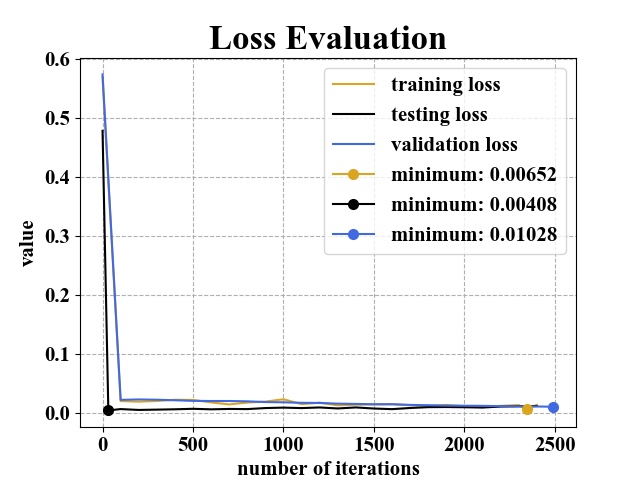 Loss Evaluation
0.6
0.5
0.4
0.3
0.2
0.1
0.0
value
training loss
testing loss
validation loss
minimum: 0.00652
minimum: 0.00408
minimum: 0.01028
0 500 1000 1500 2000 2500
number of iterations